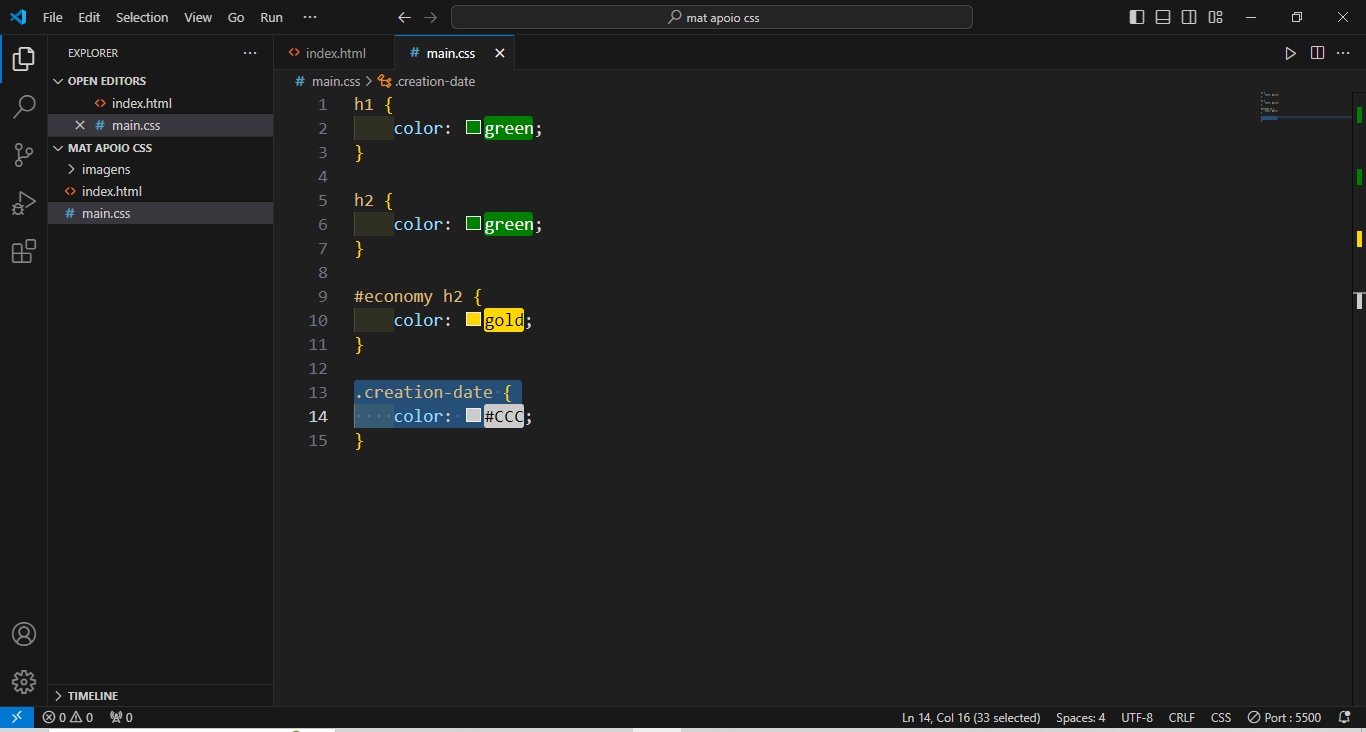 File Edit Selection View Go Run ··· mat apoio css
EXPLORER ···
OPEN EDITORS
index.html
# main.css
MAT APOIO CSS
imagens
index.html
# main.css
TIMELINE
index.html # main.css
# main.css > .creation-date
1 h1 {
2 color: green;
3 }
4
5 h2 {
6 color: green;
7 }
8
9 #economy h2 {
10 color: gold;
11 }
12
13 .creation-date {
14 color: #CCC;
15 }
0 0 0 Ln 14, Col 16 (33 selected) Spaces: 4 UTF-8 CRLF CSS Port : 5500